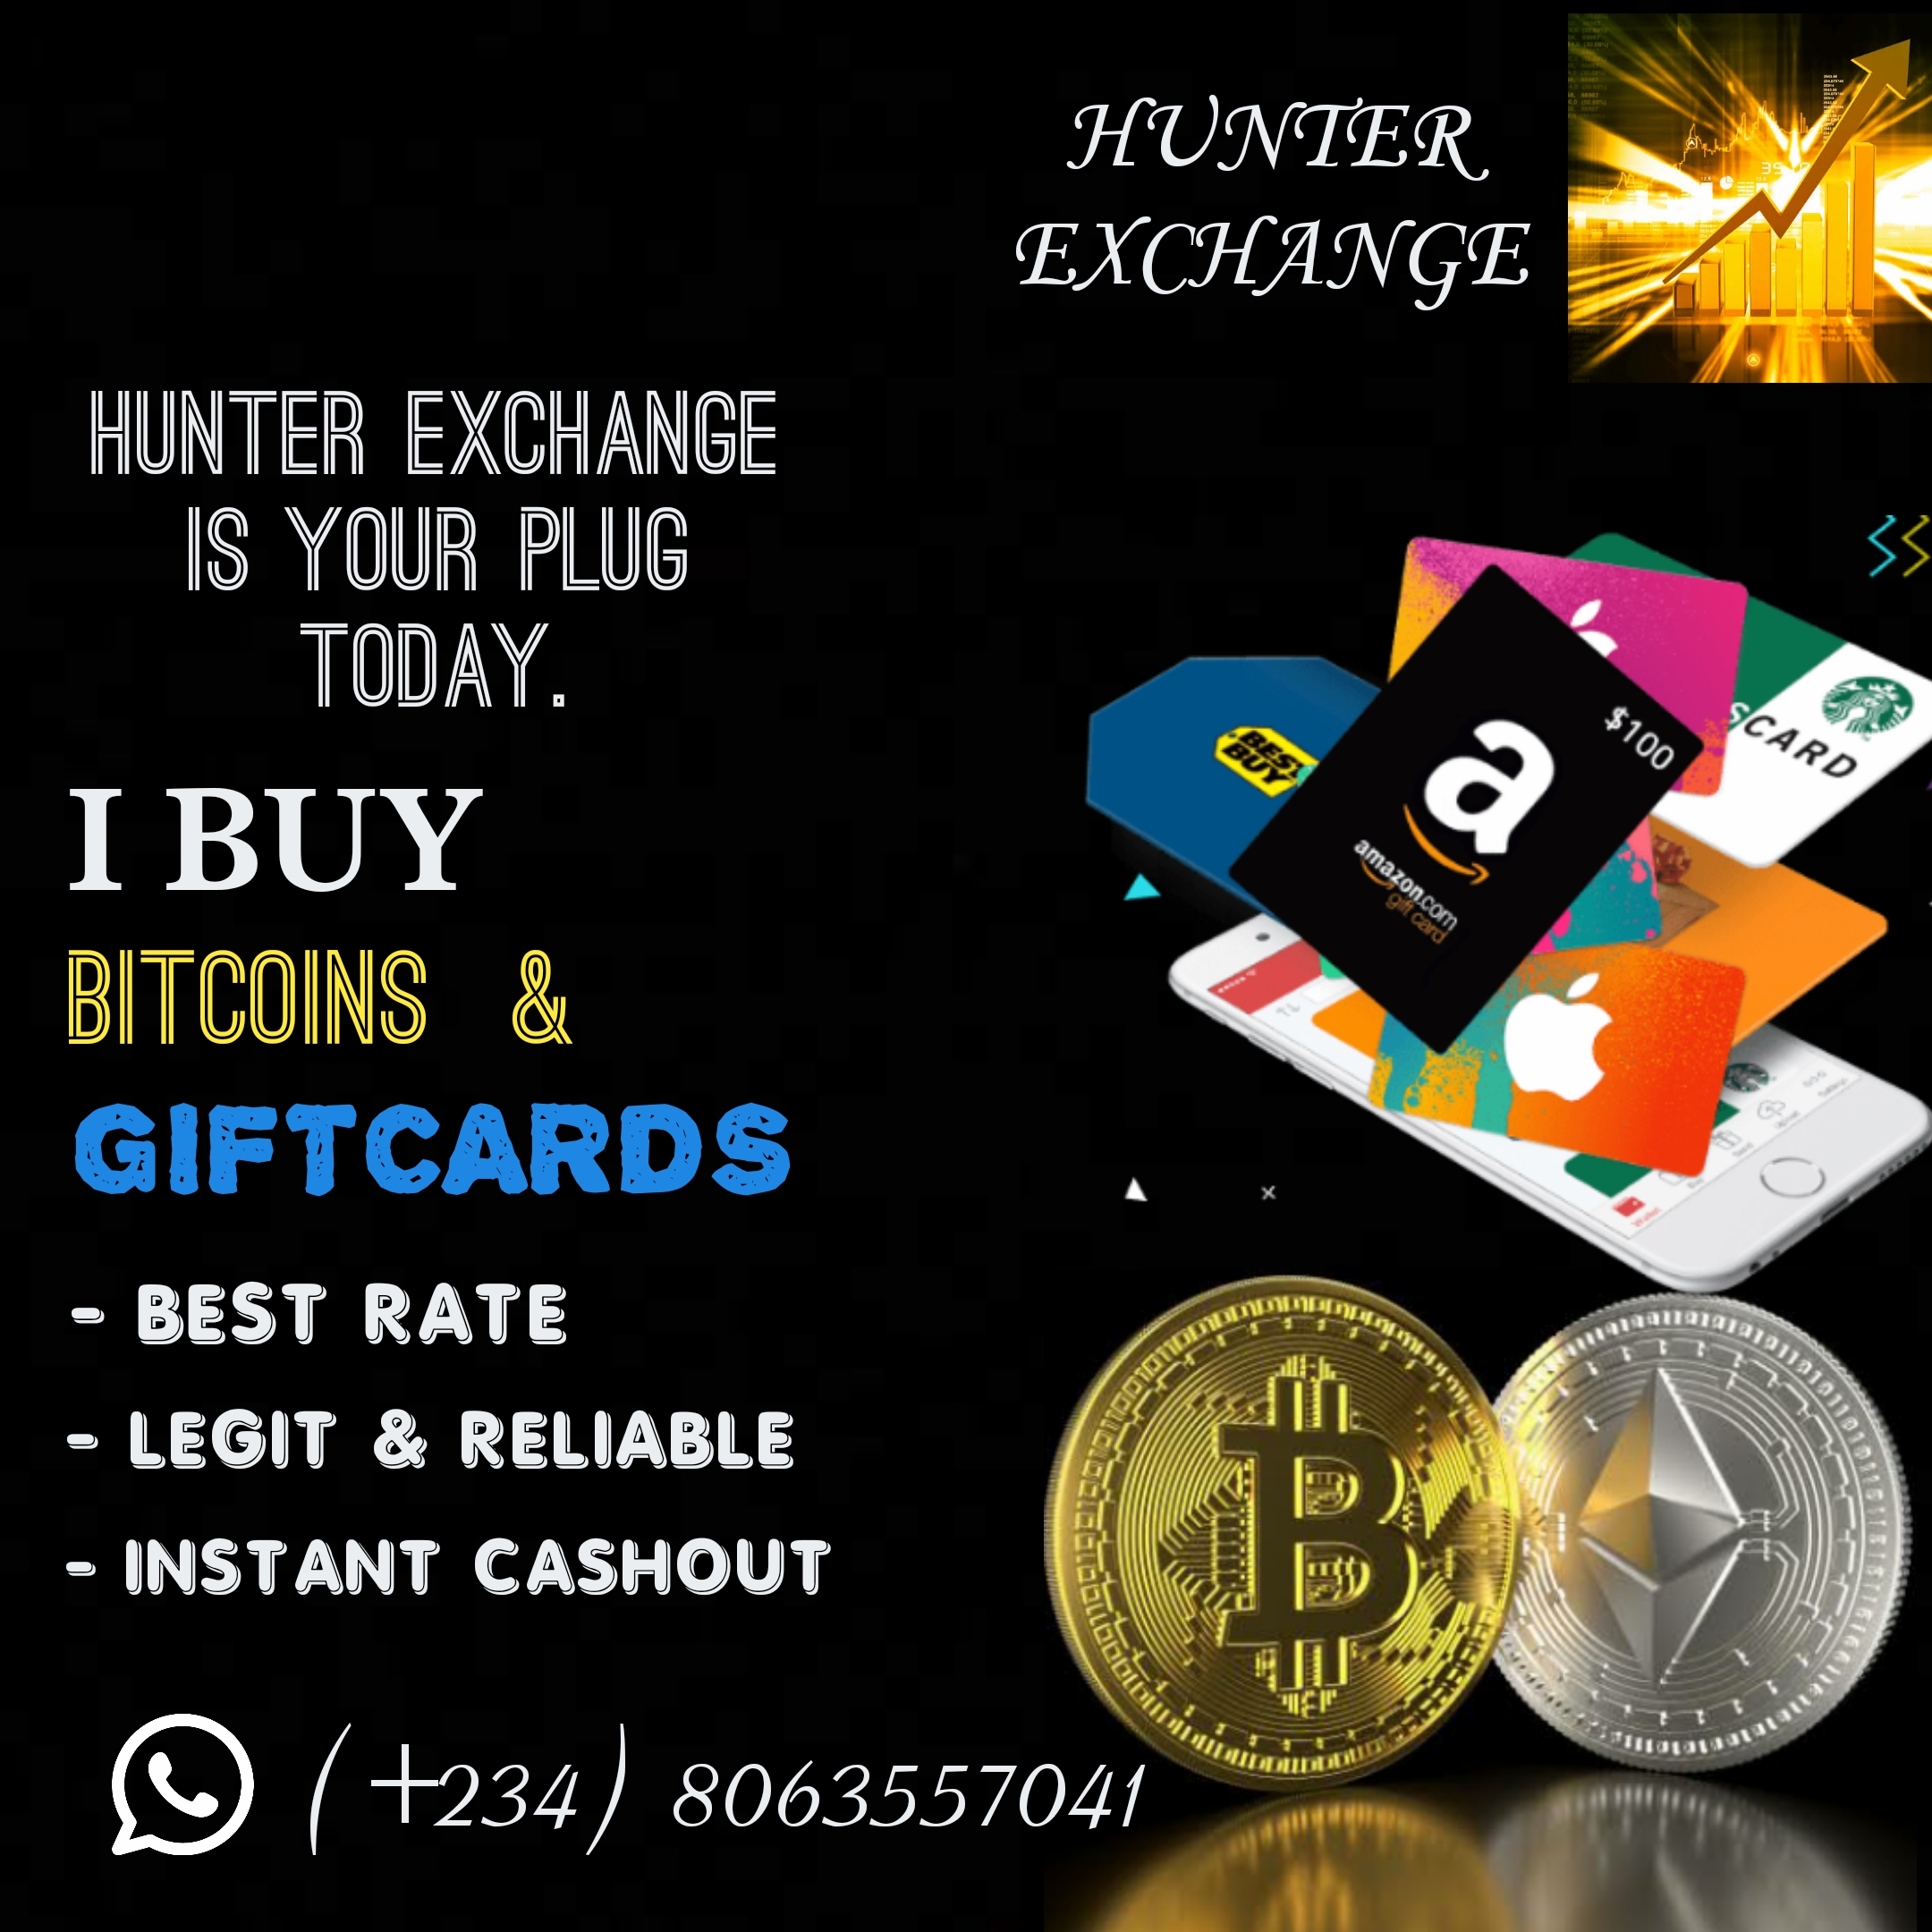 HUNTER
EXCHANGE
HUNTER EXCHANGE
IS YOUR PLUG
TODAY.
I BUY
BITCOINS &
GIFTCARDS
- BEST RATE
- LEGIT & RELIABLE
- INSTANT CASHOUT
(+234) 8063557041
BEST
BUY
$100
a
amazon.com
gift card
SCARD